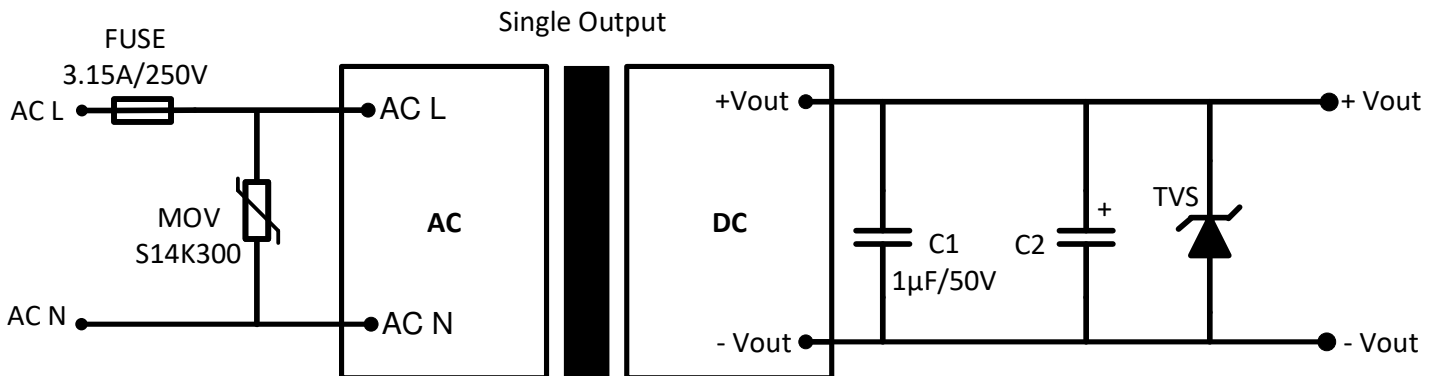 Single Output
FUSE
3.15A/250V
AC L
AC L
+Vout
+ Vout
MOV
S14K300
AC
DC
C1
1µF/50V
C2
+
TVS
AC N
AC N
- Vout
- Vout